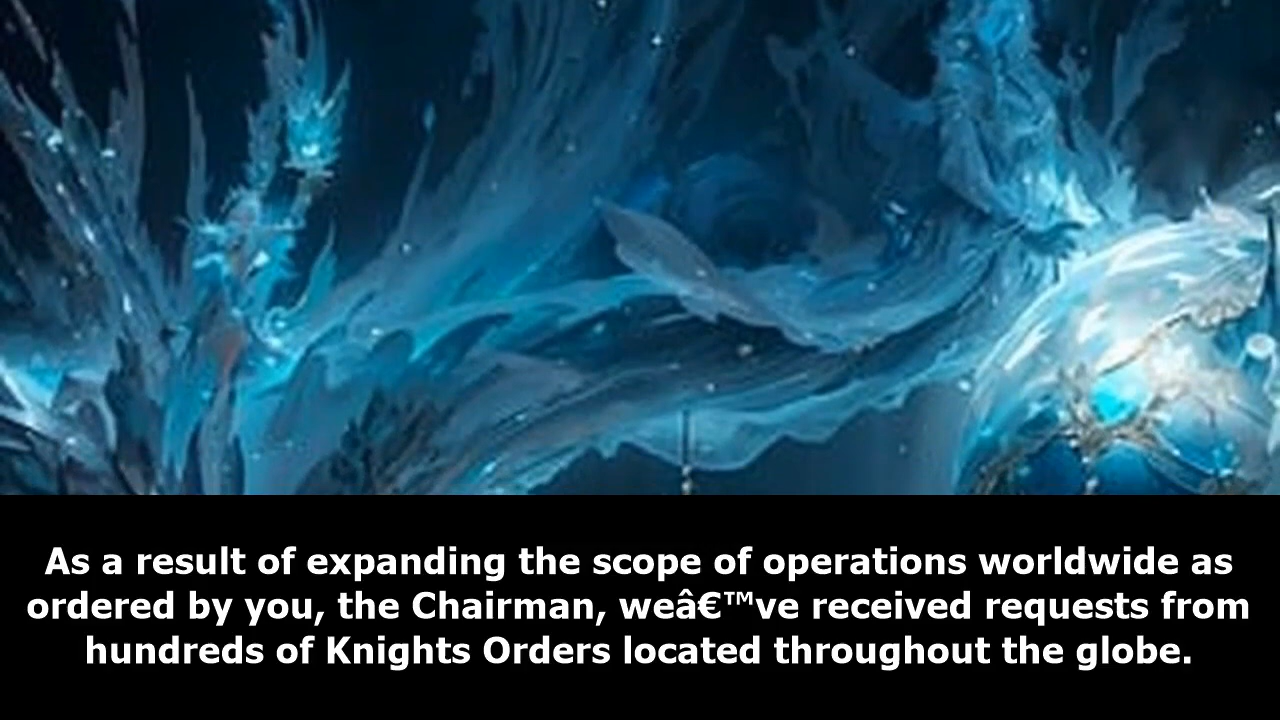 As a result of expanding the scope of operations worldwide as
ordered by you, the Chairman, weâ€™ve received requests from
hundreds of Knights Orders located throughout the globe.